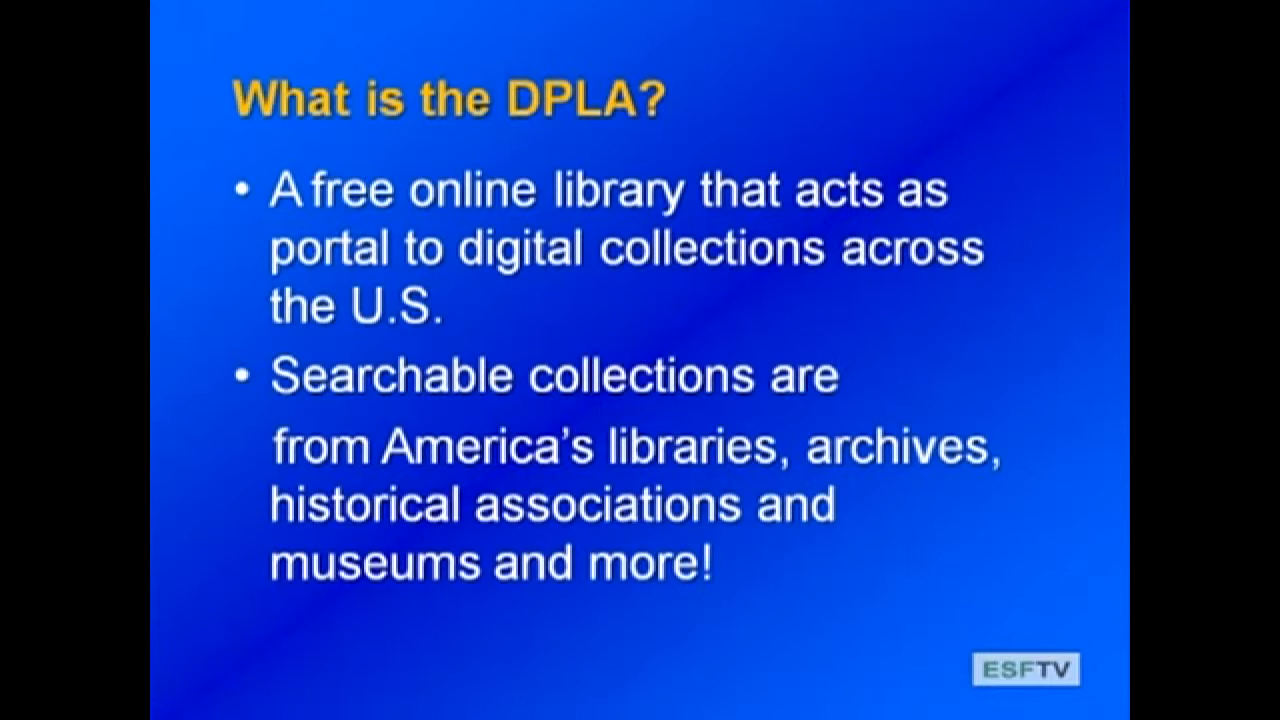 What is the DPLA?
• A free online library that acts as
portal to digital collections across
the U.S.
• Searchable collections are
from America’s libraries, archives,
historical associations and
museums and more!
ESFTV